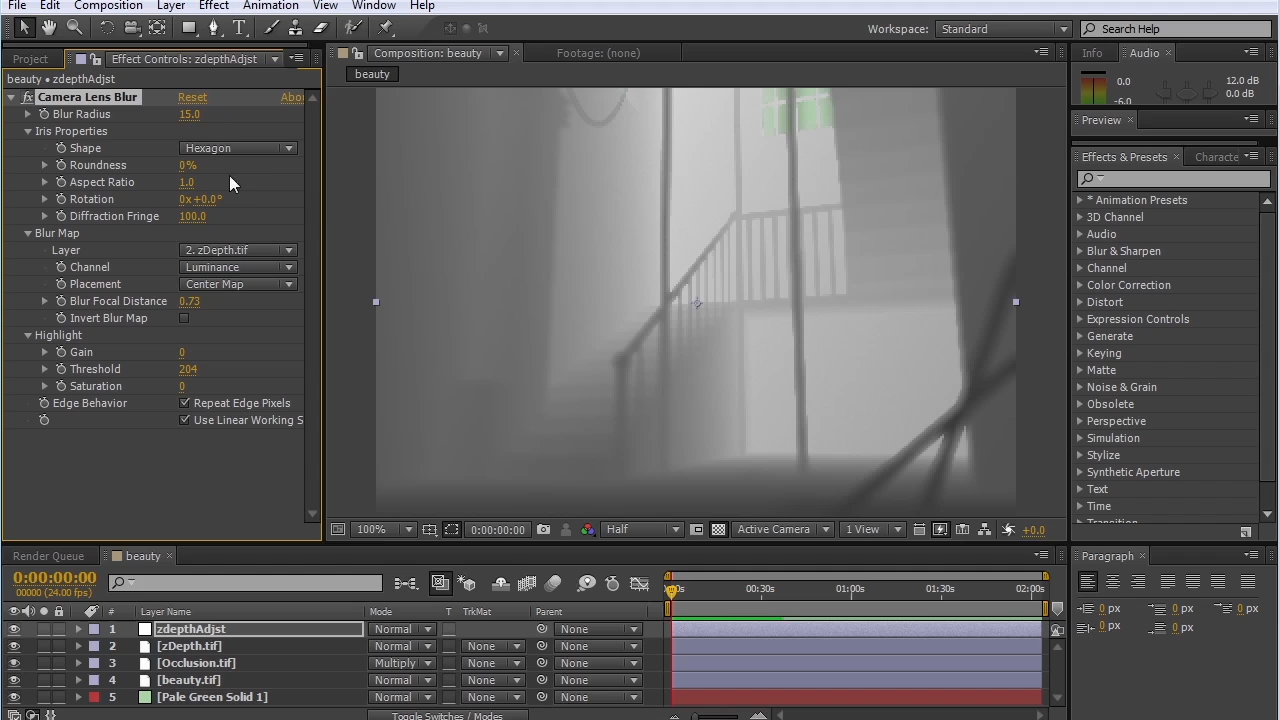 File Edit Composition Layer Effect Animation View Window Help
Workspace: Standard Search Help
Project Effect Controls: zdepthAdjst
Composition: beauty Footage: (none)
Info Audio
beauty • zdepthAdjst
beauty
fx Camera Lens Blur Reset Abo
Blur Radius 15.0
Iris Properties
Shape Hexagon
Roundness 0%
Aspect Ratio 1.0
Rotation 0x+0.0°
Diffraction Fringe 100.0
Blur Map
Layer 2. zDepth.tif
Channel Luminance
Placement Center Map
Blur Focal Distance 0.73
Invert Blur Map
Highlight
Gain 0
Threshold 204
Saturation 0
Edge Behavior Repeat Edge Pixels
Use Linear Working S
0.0 12.0 dB
-6.0 0.0 dB
Preview
Effects & Presets Characte
* Animation Presets
3D Channel
Audio
Blur & Sharpen
Channel
Color Correction
Distort
Expression Controls
Generate
Keying
Matte
Noise & Grain
Obsolete
Perspective
Simulation
Stylize
Synthetic Aperture
Text
Time
Transition
100% 0:00:00:00 Half Active Camera 1 View +0.0
Render Queue beauty
Paragraph
0:00:00:00
00000 (24.00 fps)
00:30s 01:00s 01:30s 02:00s
# Layer Name Mode T TrkMat Parent
1 zdepthAdjst Normal None
2 [zDepth.tif] Normal None None
3 [Occlusion.tif] Multiply None None
4 [beauty.tif] Normal None None
5 [Pale Green Solid 1] Normal None None
Toggle Switches / Modes
0 px 0 px 0 px
0 px 0 px